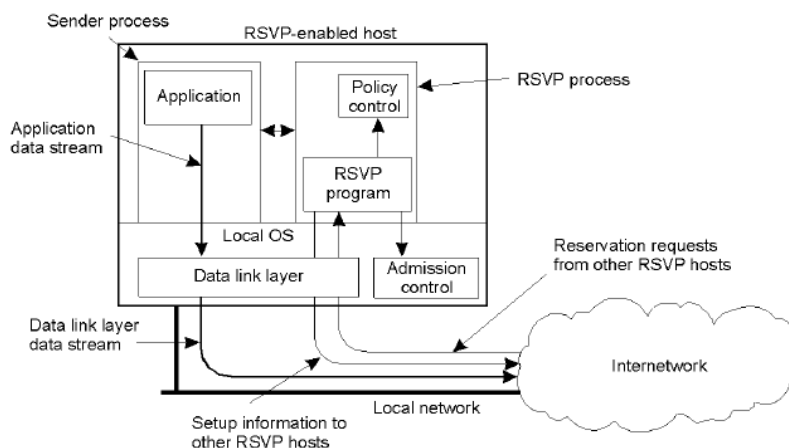 Sender process
RSVP-enabled host
Application
Policy
control
RSVP process
Application
data stream
RSVP
program
Local OS
Data link layer
Admission
control
Reservation requests
from other RSVP hosts
Data link layer
data stream
Internetwork
Local network
Setup information to
other RSVP hosts